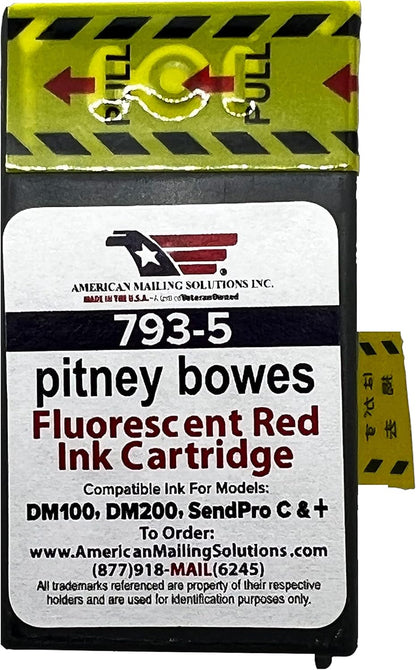 PULL PULL
AMERICAN MAILING SOLUTIONS INC.
MADE IN THE U.S.A.
Veteran Owned
793-5
pitney bowes
Fluorescent Red
Ink Cartridge
Compatible Ink For Models:
DM100, DM200, SendPro C & +
To Order:
www.AmericanMailingSolutions.com
(877)918-MAIL(6245)
All trademarks referenced are property of their respective
holders and are used for identification purposes only.